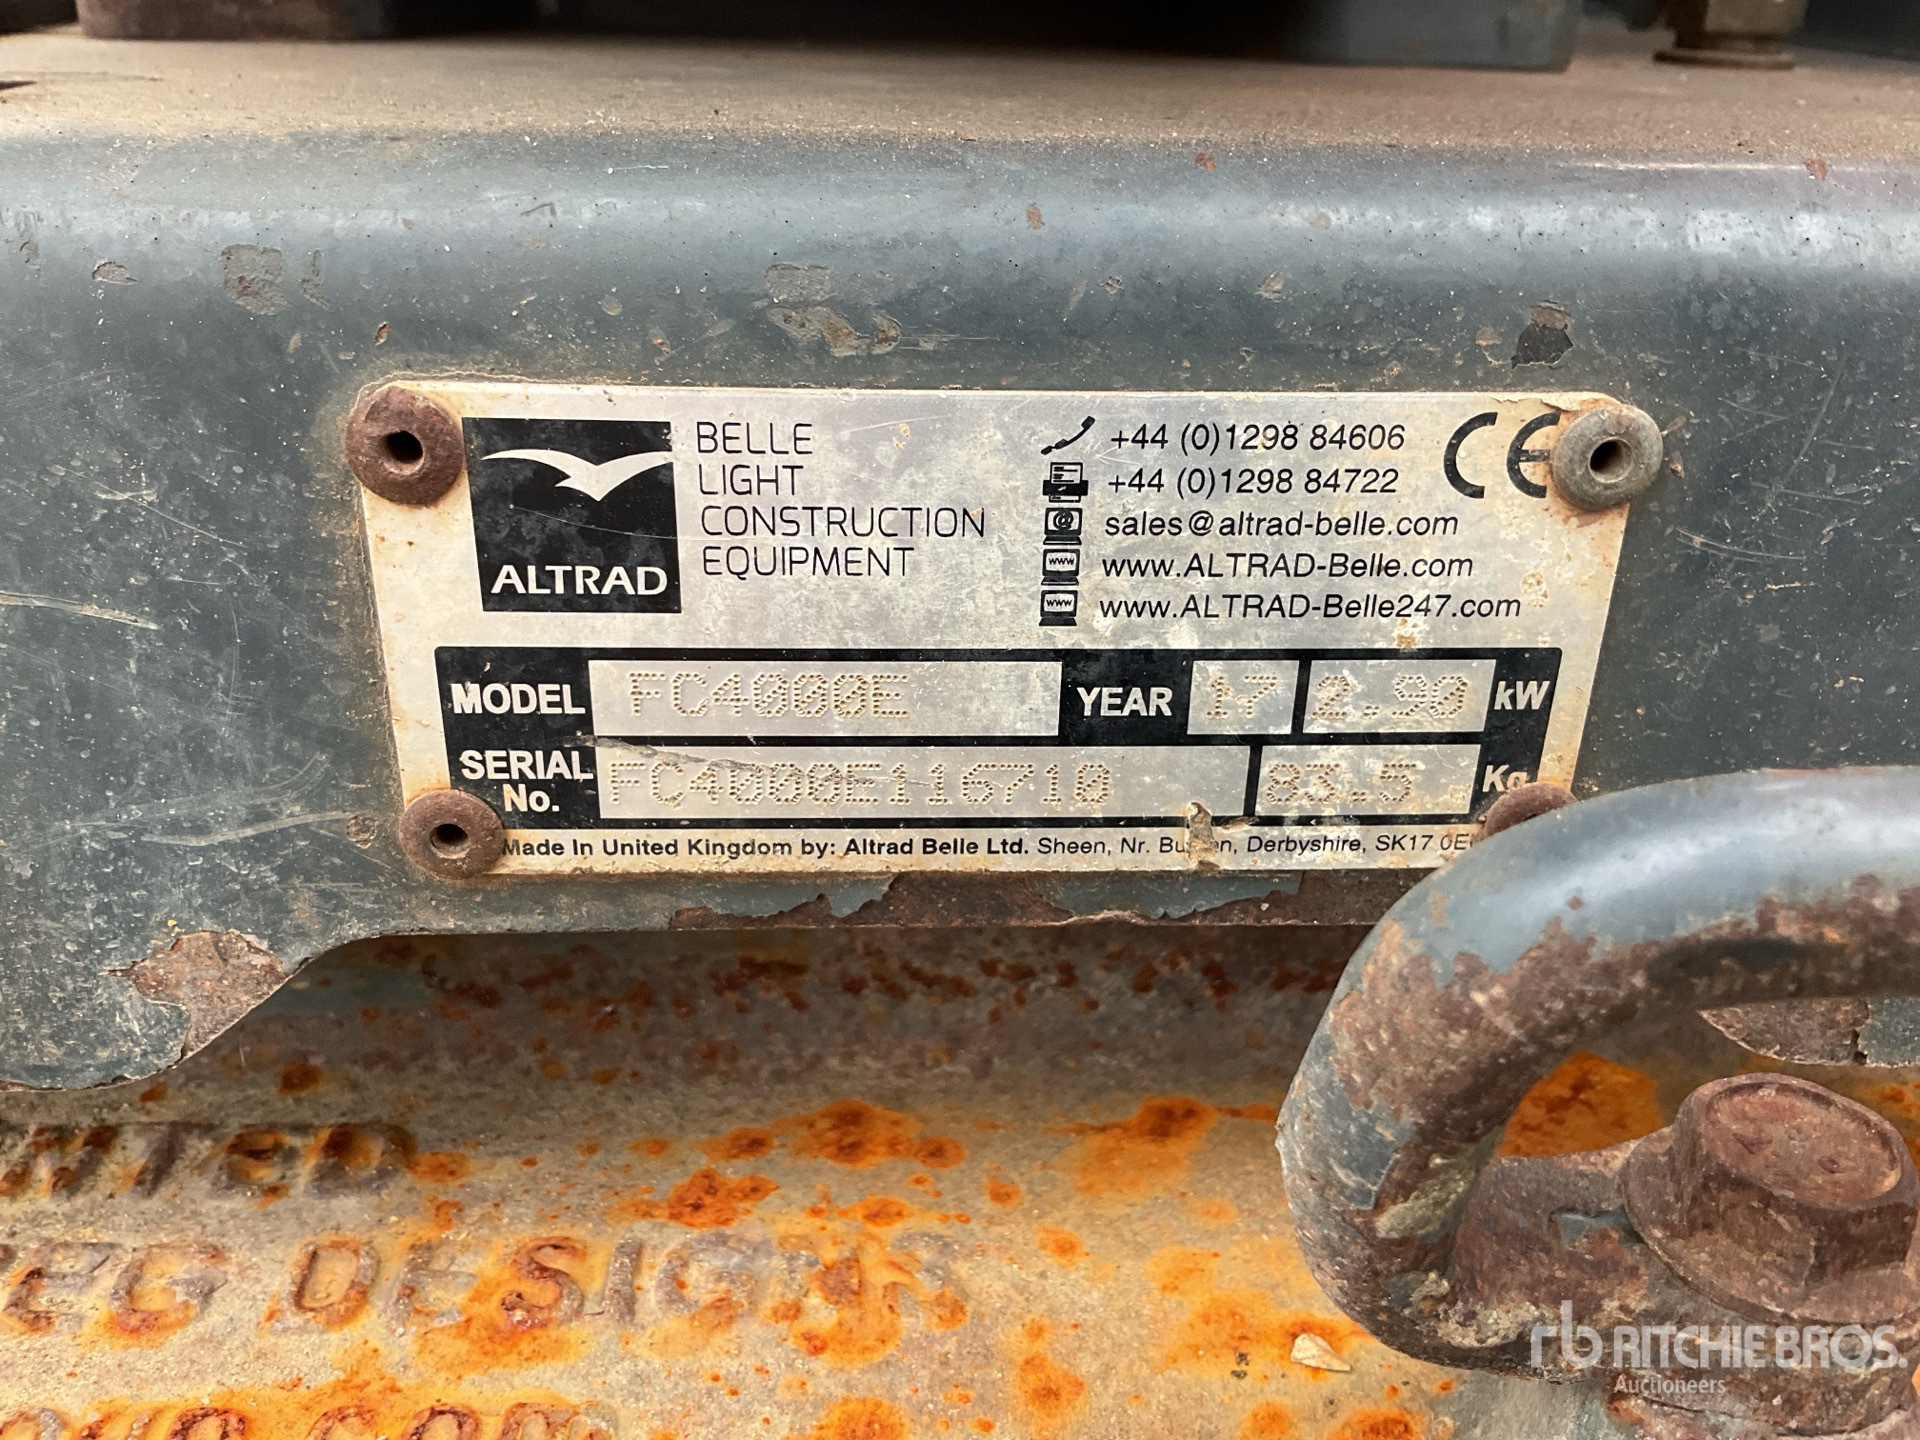 ALTRAD
BELLE
LIGHT
CONSTRUCTION
EQUIPMENT
+44 (0)1298 84606
+44 (0)1298 84722
sales@altrad-belle.com
www.ALTRAD-Belle.com
www.ALTRAD-Belle247.com
CE
MODEL FC4000E YEAR 17 2.90 kW
SERIAL No. FC4000E116710 83.5 Kg
Made In United Kingdom by: Altrad Belle Ltd. Sheen, Nr. Derbyshire, SK17
DESIGN
rb RITCHIE BROS.
Auctioneers